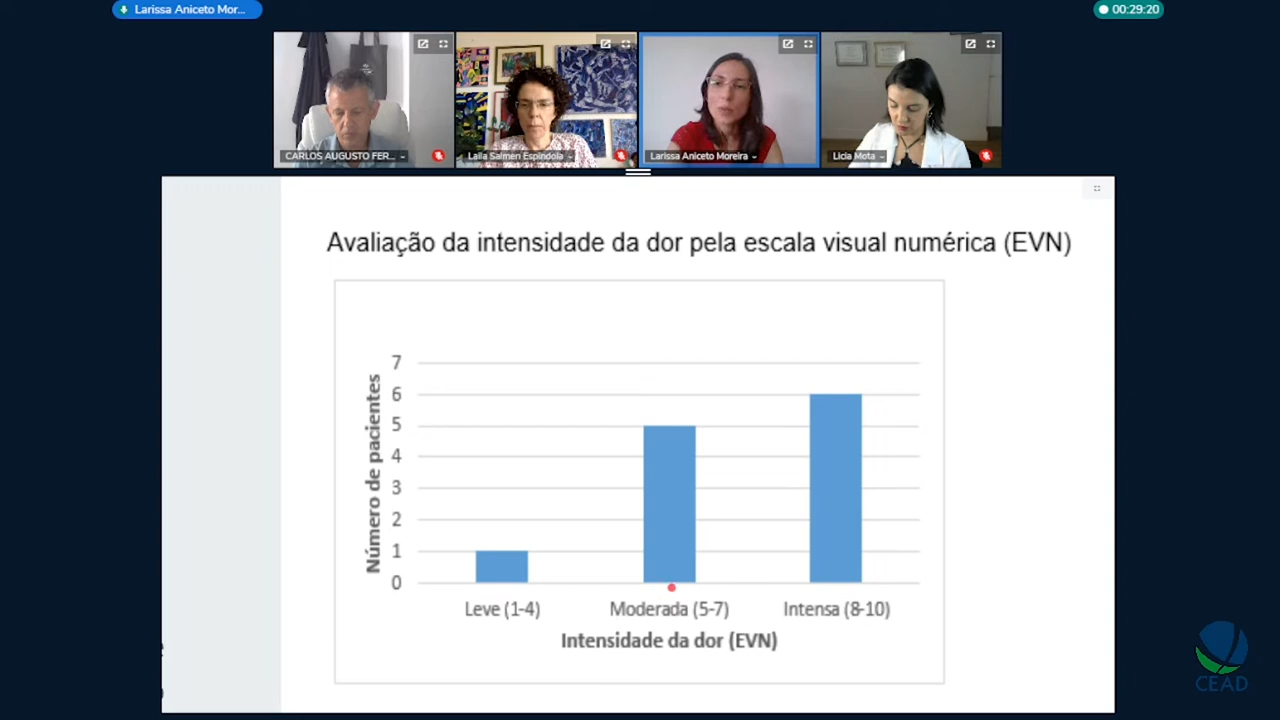 Larissa Aniceto Mor...
00:29:20
CARLOS AUGUSTO FER...
Laila Salmen Espindola
Larissa Aniceto Moreira
Licia Mota
Avaliação da intensidade da dor pela escala visual numérica (EVN)
Número de pacientes
7
6
5
4
3
2
1
0
Leve (1-4)
Moderada (5-7)
Intensa (8-10)
Intensidade da dor (EVN)
CEAD